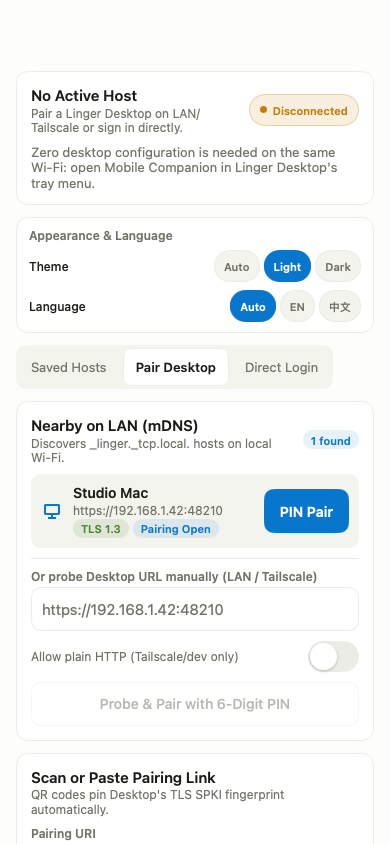 No Active Host
Pair a Linger Desktop on LAN/
Tailscale or sign in directly.
Disconnected
Zero desktop configuration is needed on the same
Wi-Fi: open Mobile Companion in Linger Desktop's
tray menu.
Appearance & Language
Theme
Auto
Light
Dark
Language
Auto
EN
中文
Saved Hosts
Pair Desktop
Direct Login
Nearby on LAN (mDNS)
Discovers _linger._tcp.local. hosts on local
Wi-Fi.
1 found
Studio Mac
https://192.168.1.42:48210
TLS 1.3
Pairing Open
PIN Pair
Or probe Desktop URL manually (LAN / Tailscale)
https://192.168.1.42:48210
Allow plain HTTP (Tailscale/dev only)
Probe & Pair with 6-Digit PIN
Scan or Paste Pairing Link
QR codes pin Desktop's TLS SPKI fingerprint
automatically.
Pairing URI